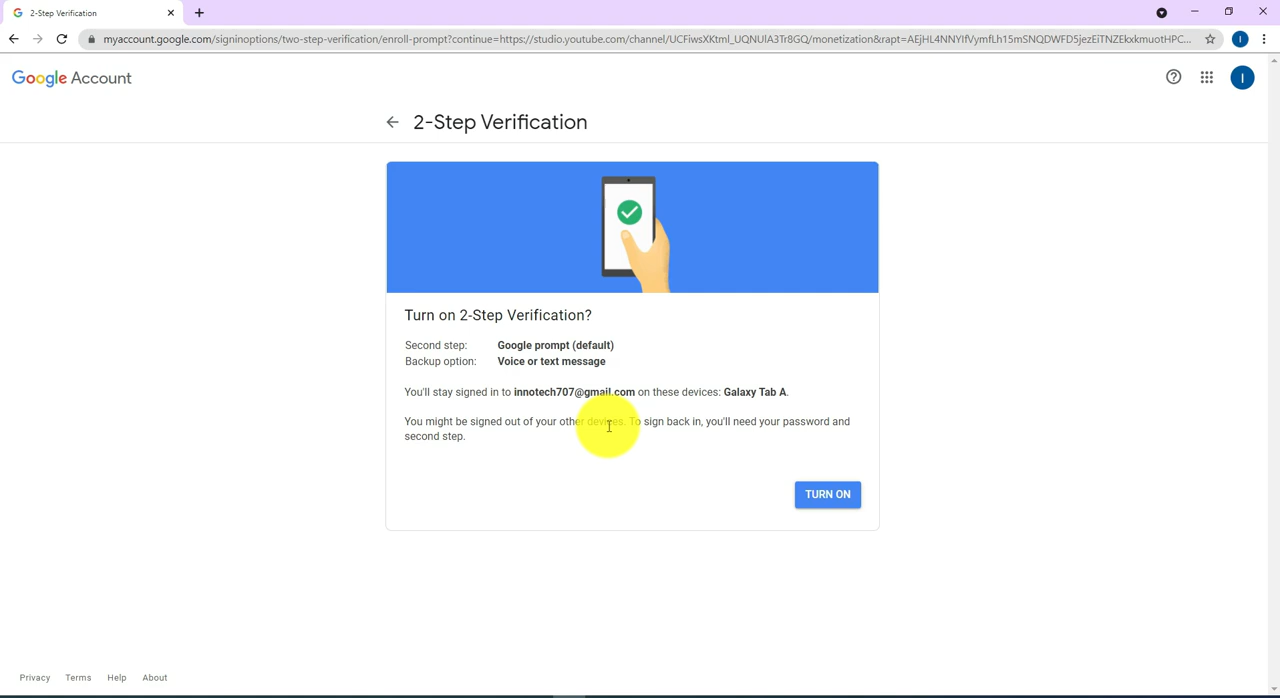 2-Step Verification
myaccount.google.com/signinoptions/two-step-verification/enroll-prompt?continue=https://studio.youtube.com/channel/UCFiwsXKtml_UQNUlA3Tr8GQ/monetization&rapt=AEjHL4NNYIfVymfLh15mSNQDWFD5jezEiTNZEkxkmuotHPC...
I
Google Account
I
2-Step Verification
Turn on 2-Step Verification?
Second step: Google prompt (default)
Backup option: Voice or text message
You'll stay signed in to innotech707@gmail.com on these devices: Galaxy Tab A.
You might be signed out of your other devices. To sign back in, you'll need your password and
second step.
TURN ON
Privacy Terms Help About